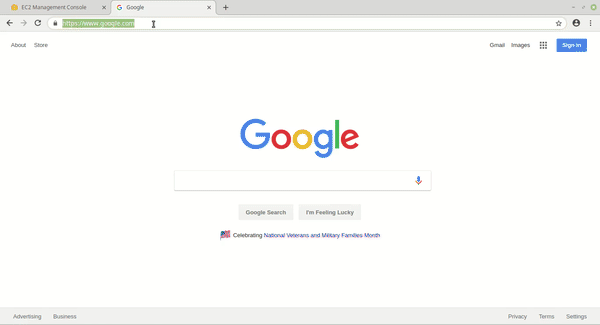 EC2 Management Console
Google
https://www.google.com
About Store
Gmail Images Sign in
Google
Google Search I'm Feeling Lucky
Celebrating National Veterans and Military Families Month
Advertising Business Privacy Terms Settings